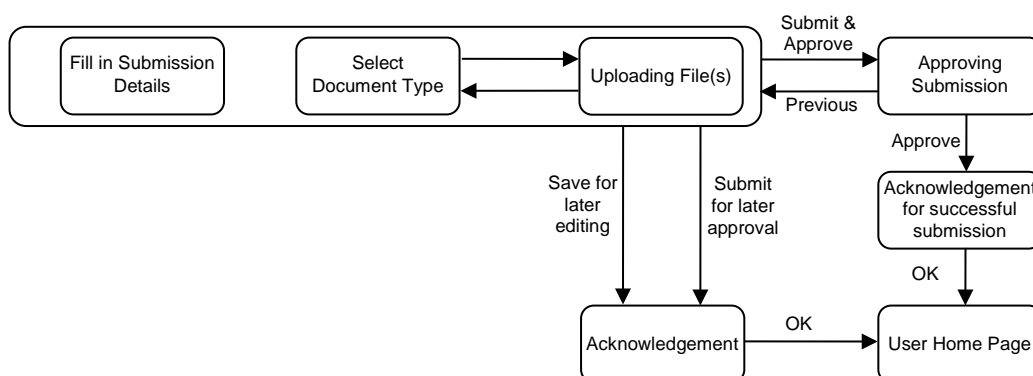 Fill in Submission
Details
Select
Document Type
Uploading File(s)
Submit &
Approve
Previous
Approving
Submission
Approve
Save for
later
editing
Submit
for later
approval
Acknowledgement
for successful
submission
OK
Acknowledgement
OK
User Home Page